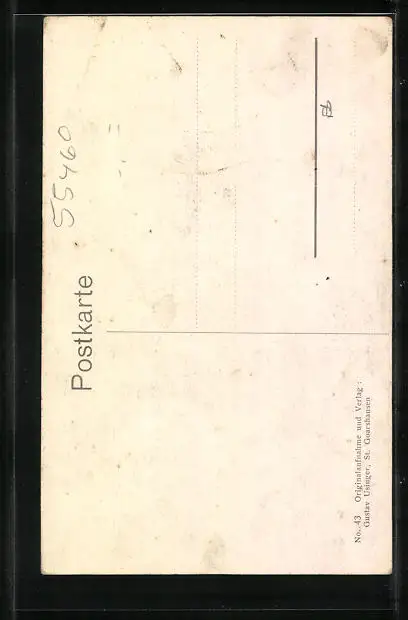 55460
Postkarte
No. 43 Originalaufnahme und Verlag:
Gustav Usinger, St. Goarshausen